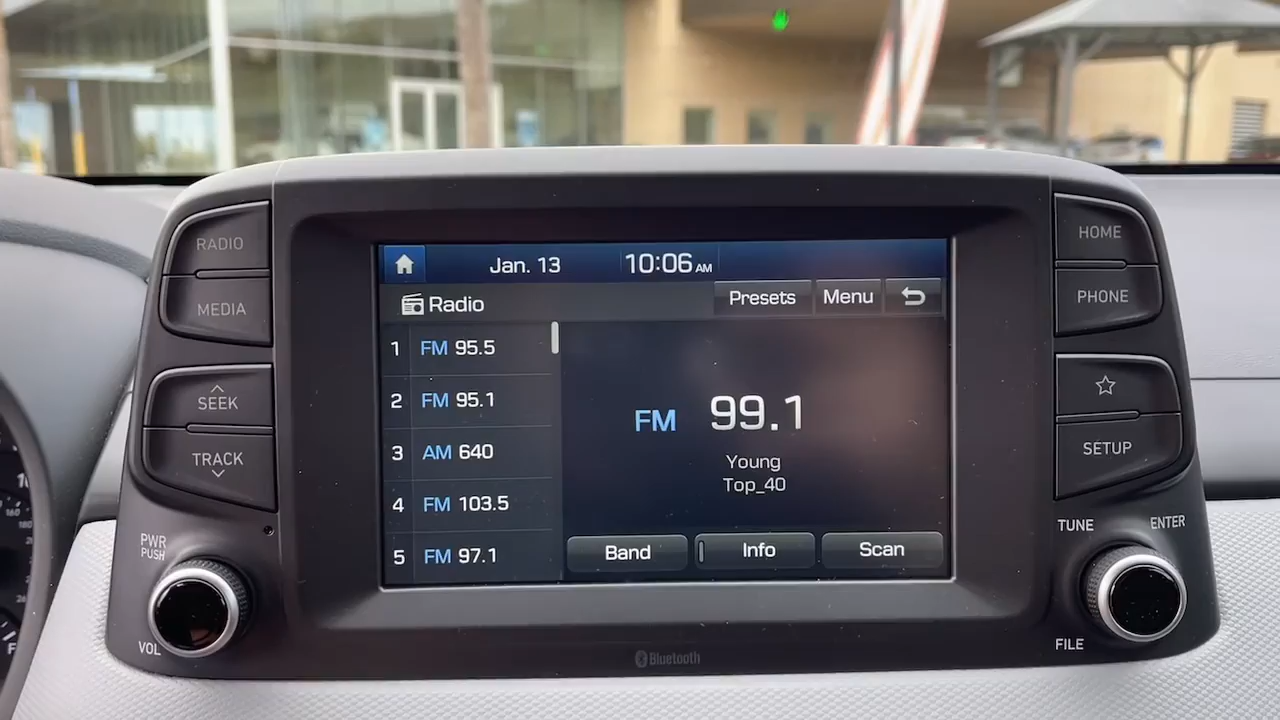 RADIO
MEDIA
SEEK
TRACK
PWR
PUSH
VOL
Jan. 13 10:06 AM
Radio Presets Menu
1 FM 95.5
2 FM 95.1
3 AM 640
4 FM 103.5
5 FM 97.1
FM 99.1
Young
Top_40
Band Info Scan
Bluetooth
HOME
PHONE
SETUP
TUNE ENTER
FILE
160
180